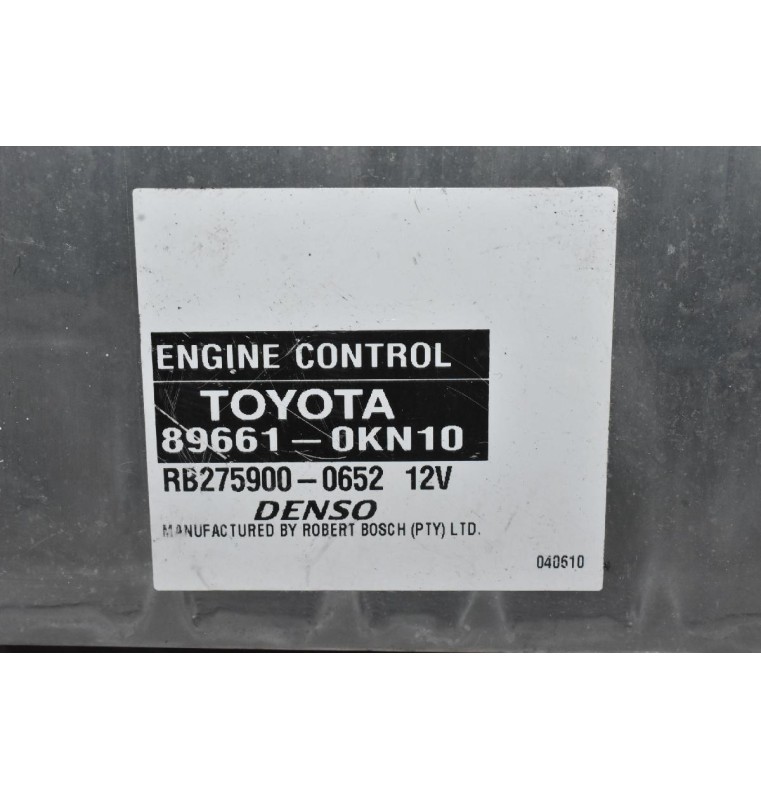 ENGINE CONTROL
TOYOTA
89661-0KN10
RB275900-0652 12V
DENSO
MANUFACTURED BY ROBERT BOSCH (PTY) LTD.
040610